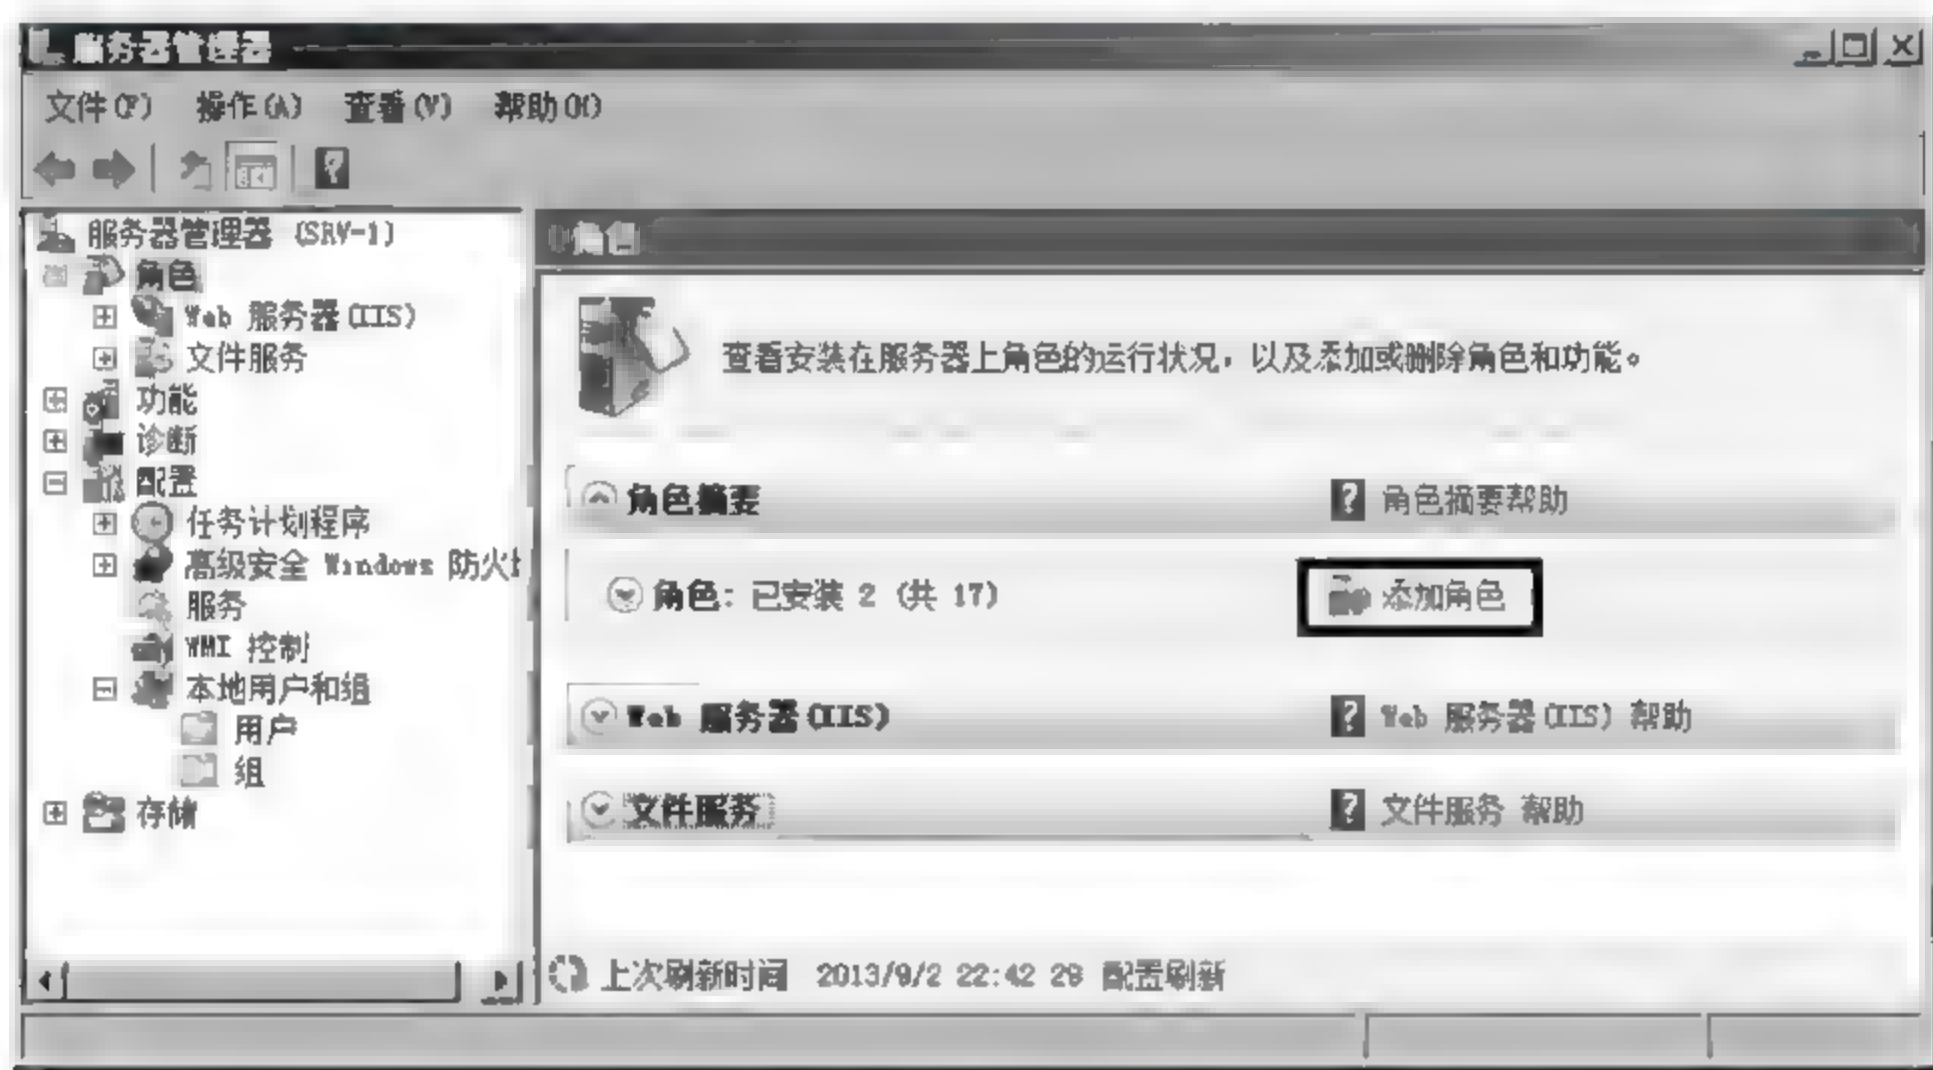 服务器管理器
文件(F) 操作(A) 查看(V) 帮助(H)
服务器管理器 (SRV-1)
角色
Web 服务器(IIS)
文件服务
功能
诊断
配置
任务计划程序
高级安全 Windows 防火
服务
WMI 控制
本地用户和组
用户
组
存储
角色
查看安装在服务器上角色的运行状况，以及添加或删除角色和功能。
角色摘要 角色摘要帮助
角色: 已安装 2 (共 17) 添加角色
Web 服务器(IIS) Web 服务器(IIS) 帮助
文件服务 文件服务 帮助
上次刷新时间 2013/9/2 22:42 28 配置刷新